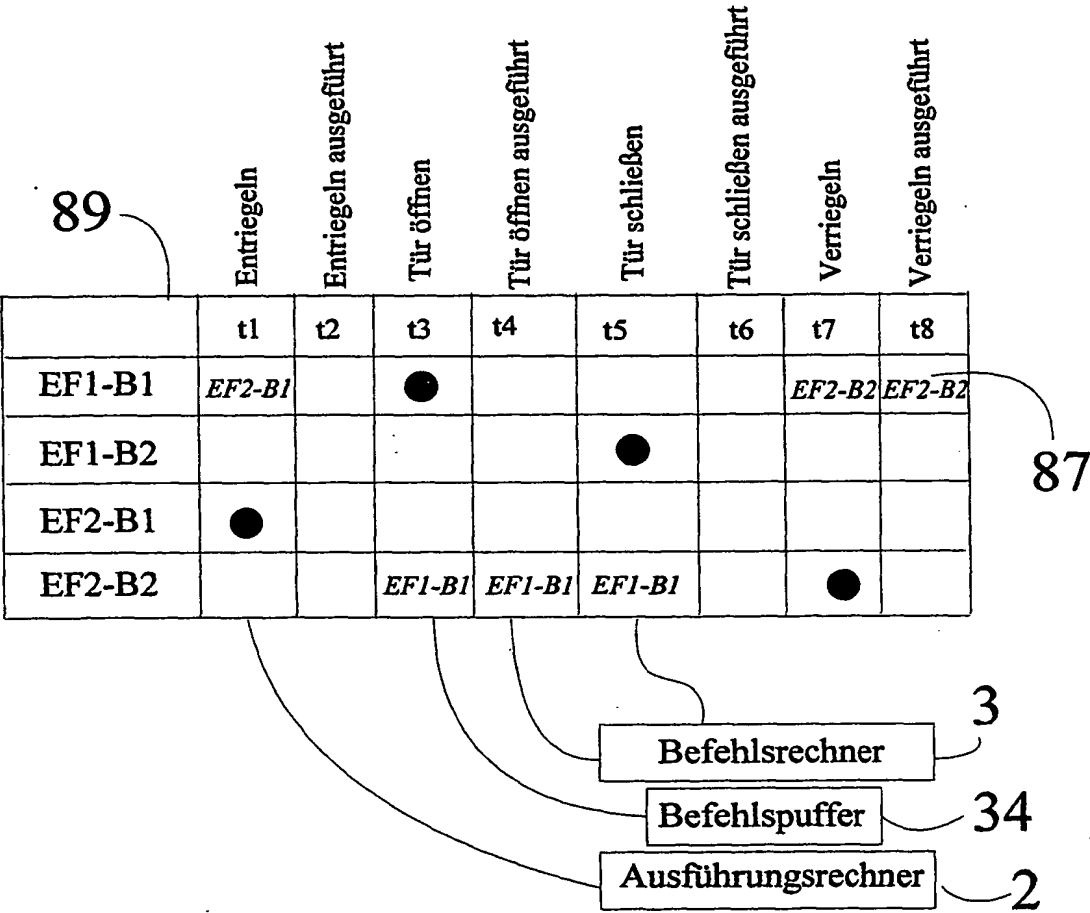 Entriegeln
Entriegeln ausgeführt
Tür öffnen
Tür öffnen ausgeführt
Tür schließen
Tür schließen ausgeführt
Verriegeln
Verriegeln ausgeführt
89
t1 t2 t3 t4 t5 t6 t7 t8
EF1-B1 EF2-B1 EF2-B2 EF2-B2
87
EF1-B2
EF2-B1
EF2-B2 EF1-B1 EF1-B1 EF1-B1
Befehlsrechner 3
Befehlspuffer 34
Ausführungsrechner 2